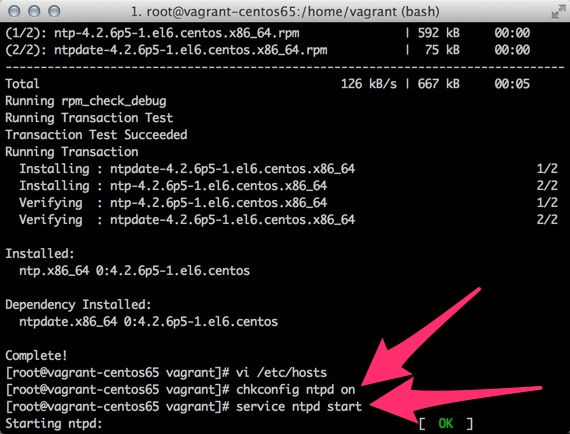 1. root@vagrant-centos65:/home/vagrant (bash)
(1/2): ntp-4.2.6p5-1.el6.centos.x86_64.rpm | 592 kB 00:00
(2/2): ntpdate-4.2.6p5-1.el6.centos.x86_64.rpm | 75 kB 00:00
--------------------------------------------------------------------------------
Total 126 kB/s | 667 kB 00:05
Running rpm_check_debug
Running Transaction Test
Transaction Test Succeeded
Running Transaction
Installing : ntpdate-4.2.6p5-1.el6.centos.x86_64 1/2
Installing : ntp-4.2.6p5-1.el6.centos.x86_64 2/2
Verifying : ntp-4.2.6p5-1.el6.centos.x86_64 1/2
Verifying : ntpdate-4.2.6p5-1.el6.centos.x86_64 2/2
Installed:
ntp.x86_64 0:4.2.6p5-1.el6.centos
Dependency Installed:
ntpdate.x86_64 0:4.2.6p5-1.el6.centos
Complete!
[root@vagrant-centos65 vagrant]# vi /etc/hosts
[root@vagrant-centos65 vagrant]# chkconfig ntpd on
[root@vagrant-centos65 vagrant]# service ntpd start
Starting ntpd: [ OK ]